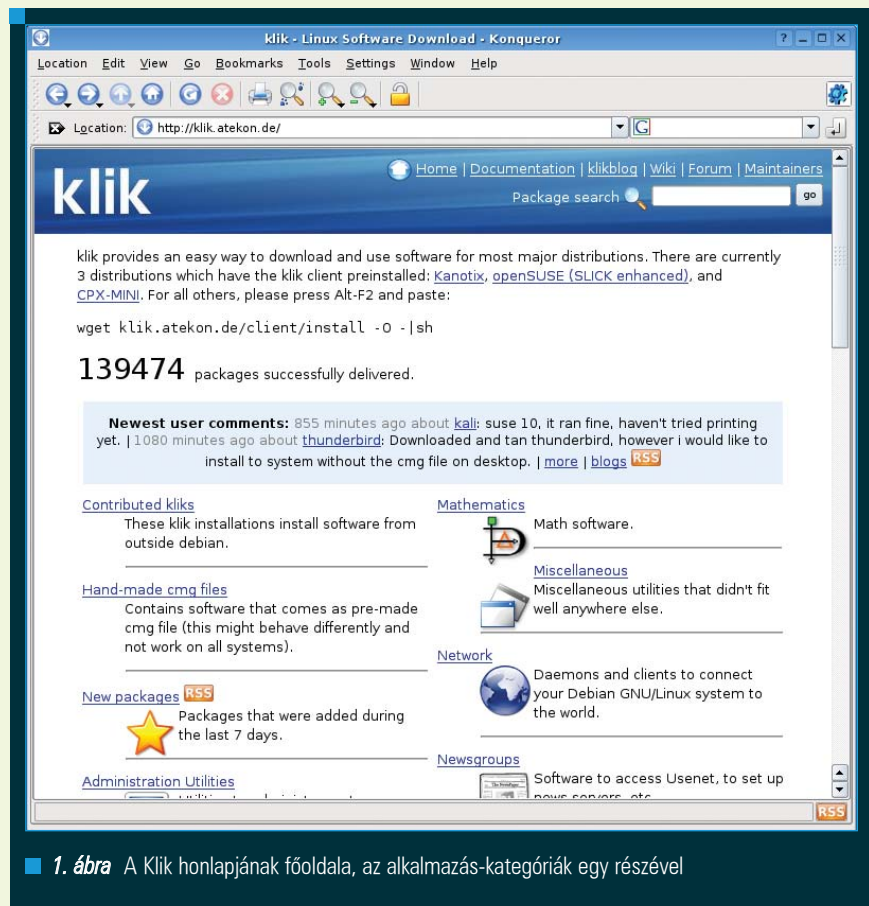 klik - Linux Software Download - Konqueror
Location Edit View Go Bookmarks Tools Settings Window Help
Location: http://klik.atekon.de/
klik
Home | Documentation | klikblog | Wiki | Forum | Maintainers
Package search go
klik provides an easy way to download and use software for most major distributions. There are currently
3 distributions which have the klik client preinstalled: Kanotix, openSUSE (SLICK enhanced), and
CPX-MINI. For all others, please press Alt-F2 and paste:
wget klik.atekon.de/client/install -O -|sh
139474 packages successfully delivered.
Newest user comments: 855 minutes ago about kali: suse 10, it ran fine, haven't tried printing
yet. | 1080 minutes ago about thunderbird: Downloaded and tan thunderbird, however i would like to
install to system without the cmg file on desktop. | more | blogs RSS
Contributed kliks
These klik installations install software from
outside debian.
Hand-made cmg files
Contains software that comes as pre-made
cmg file (this might behave differently and
not work on all systems).
New packages RSS
Packages that were added during
the last 7 days.
Administration Utilities
Mathematics
Math software.
Miscellaneous
Miscellaneous utilities that didn't fit
well anywhere else.
Network
Daemons and clients to connect
your Debian GNU/Linux system to
the world.
Newsgroups
Software to access Usenet, to set up
news servers, etc.
RSS
1. ábra A Klik honlapjának főoldala, az alkalmazás-kategóriák egy részével